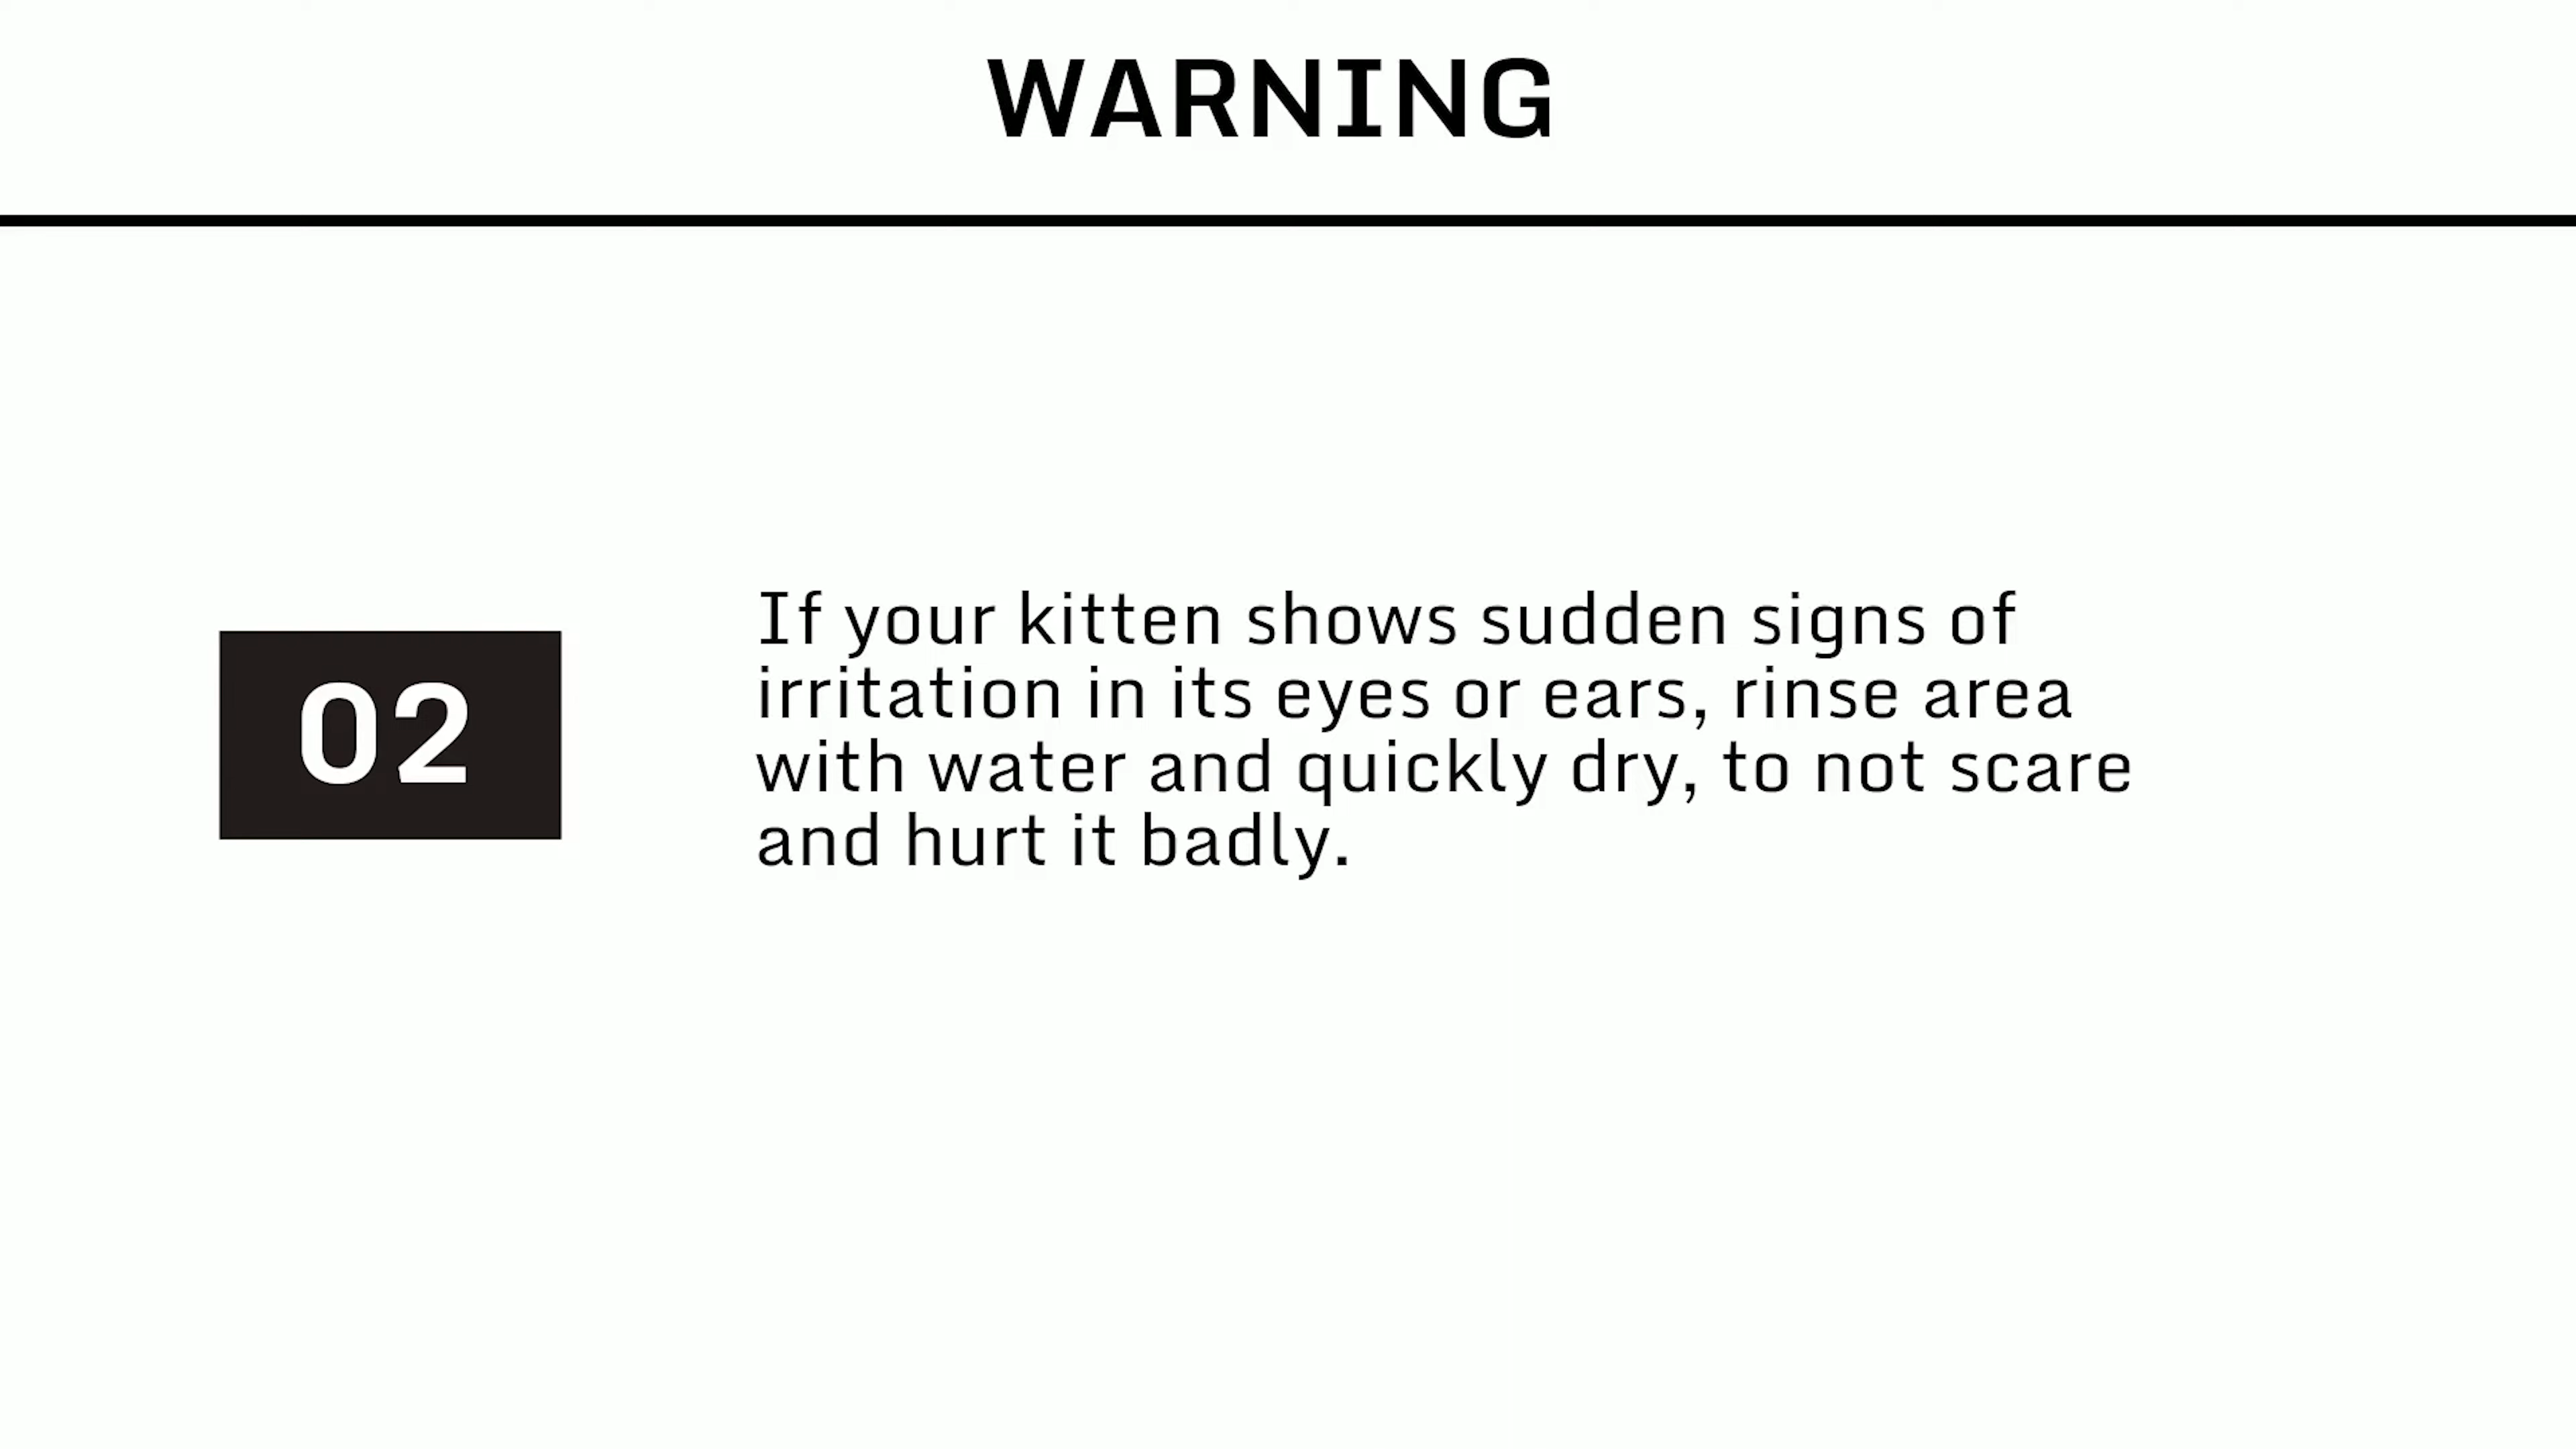 WARNING
02
If your kitten shows sudden signs of
irritation in its eyes or ears, rinse area
with water and quickly dry, to not scare
and hurt it badly.